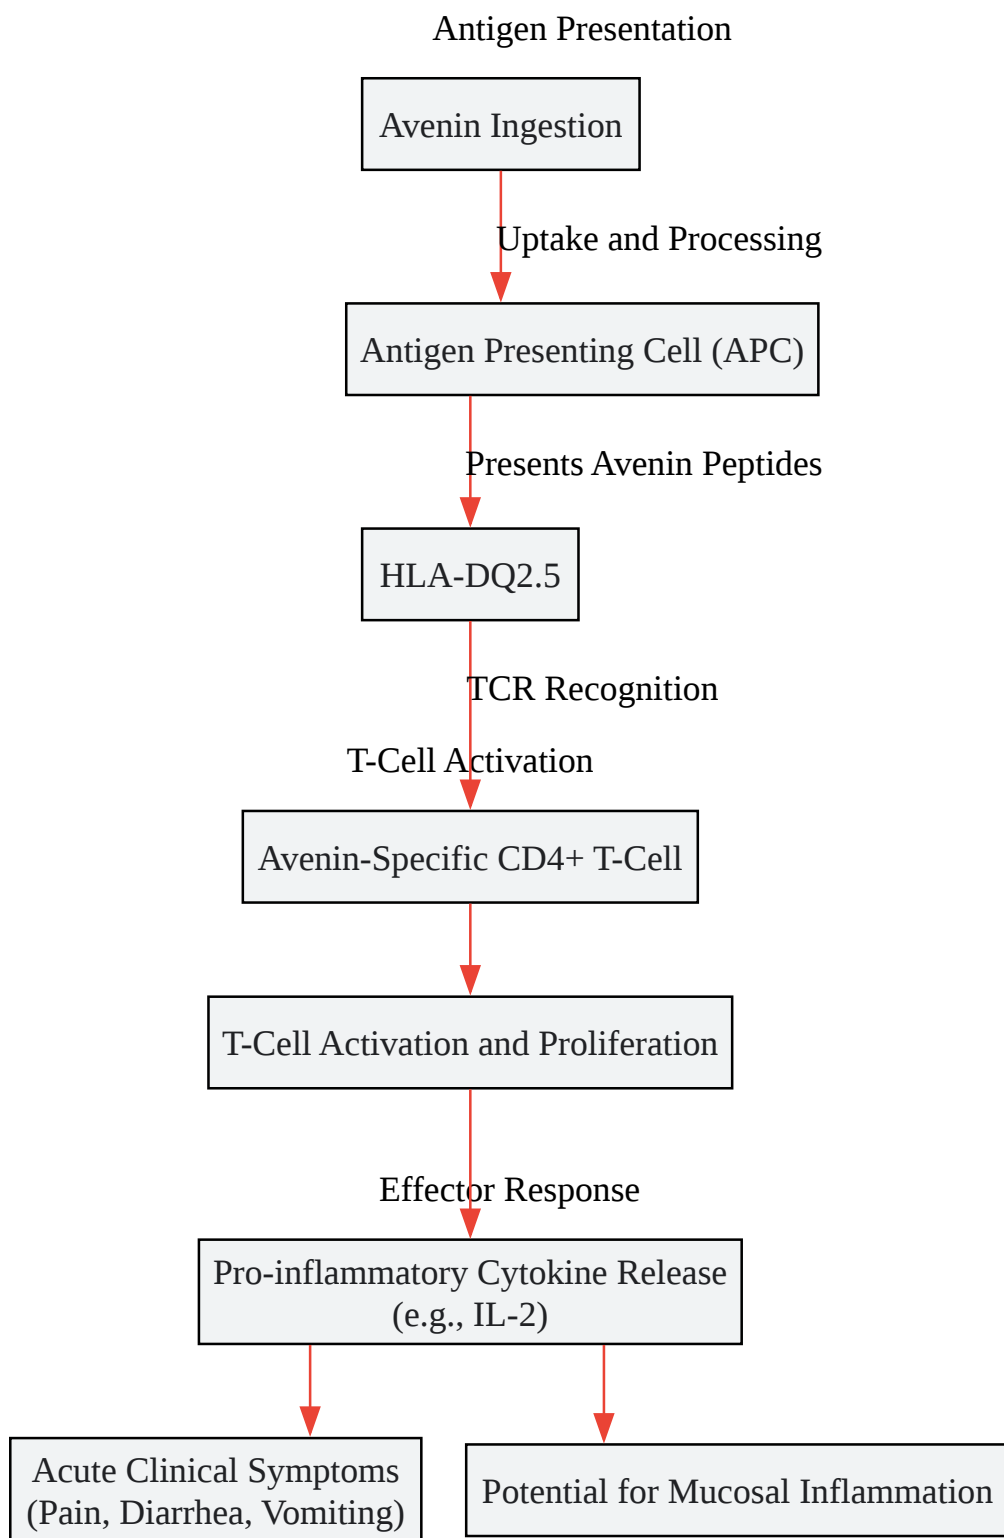 Antigen Presentation
Avenin Ingestion
Uptake and Processing
Antigen Presenting Cell (APC)
Presents Avenin Peptides
HLA-DQ2.5
TCR Recognition
T-Cell Activation
Avenin-Specific CD4+ T-Cell
T-Cell Activation and Proliferation
Effector Response
Pro-inflammatory Cytokine Release
(e.g., IL-2)
Acute Clinical Symptoms
(Pain, Diarrhea, Vomiting)
Potential for Mucosal Inflammation